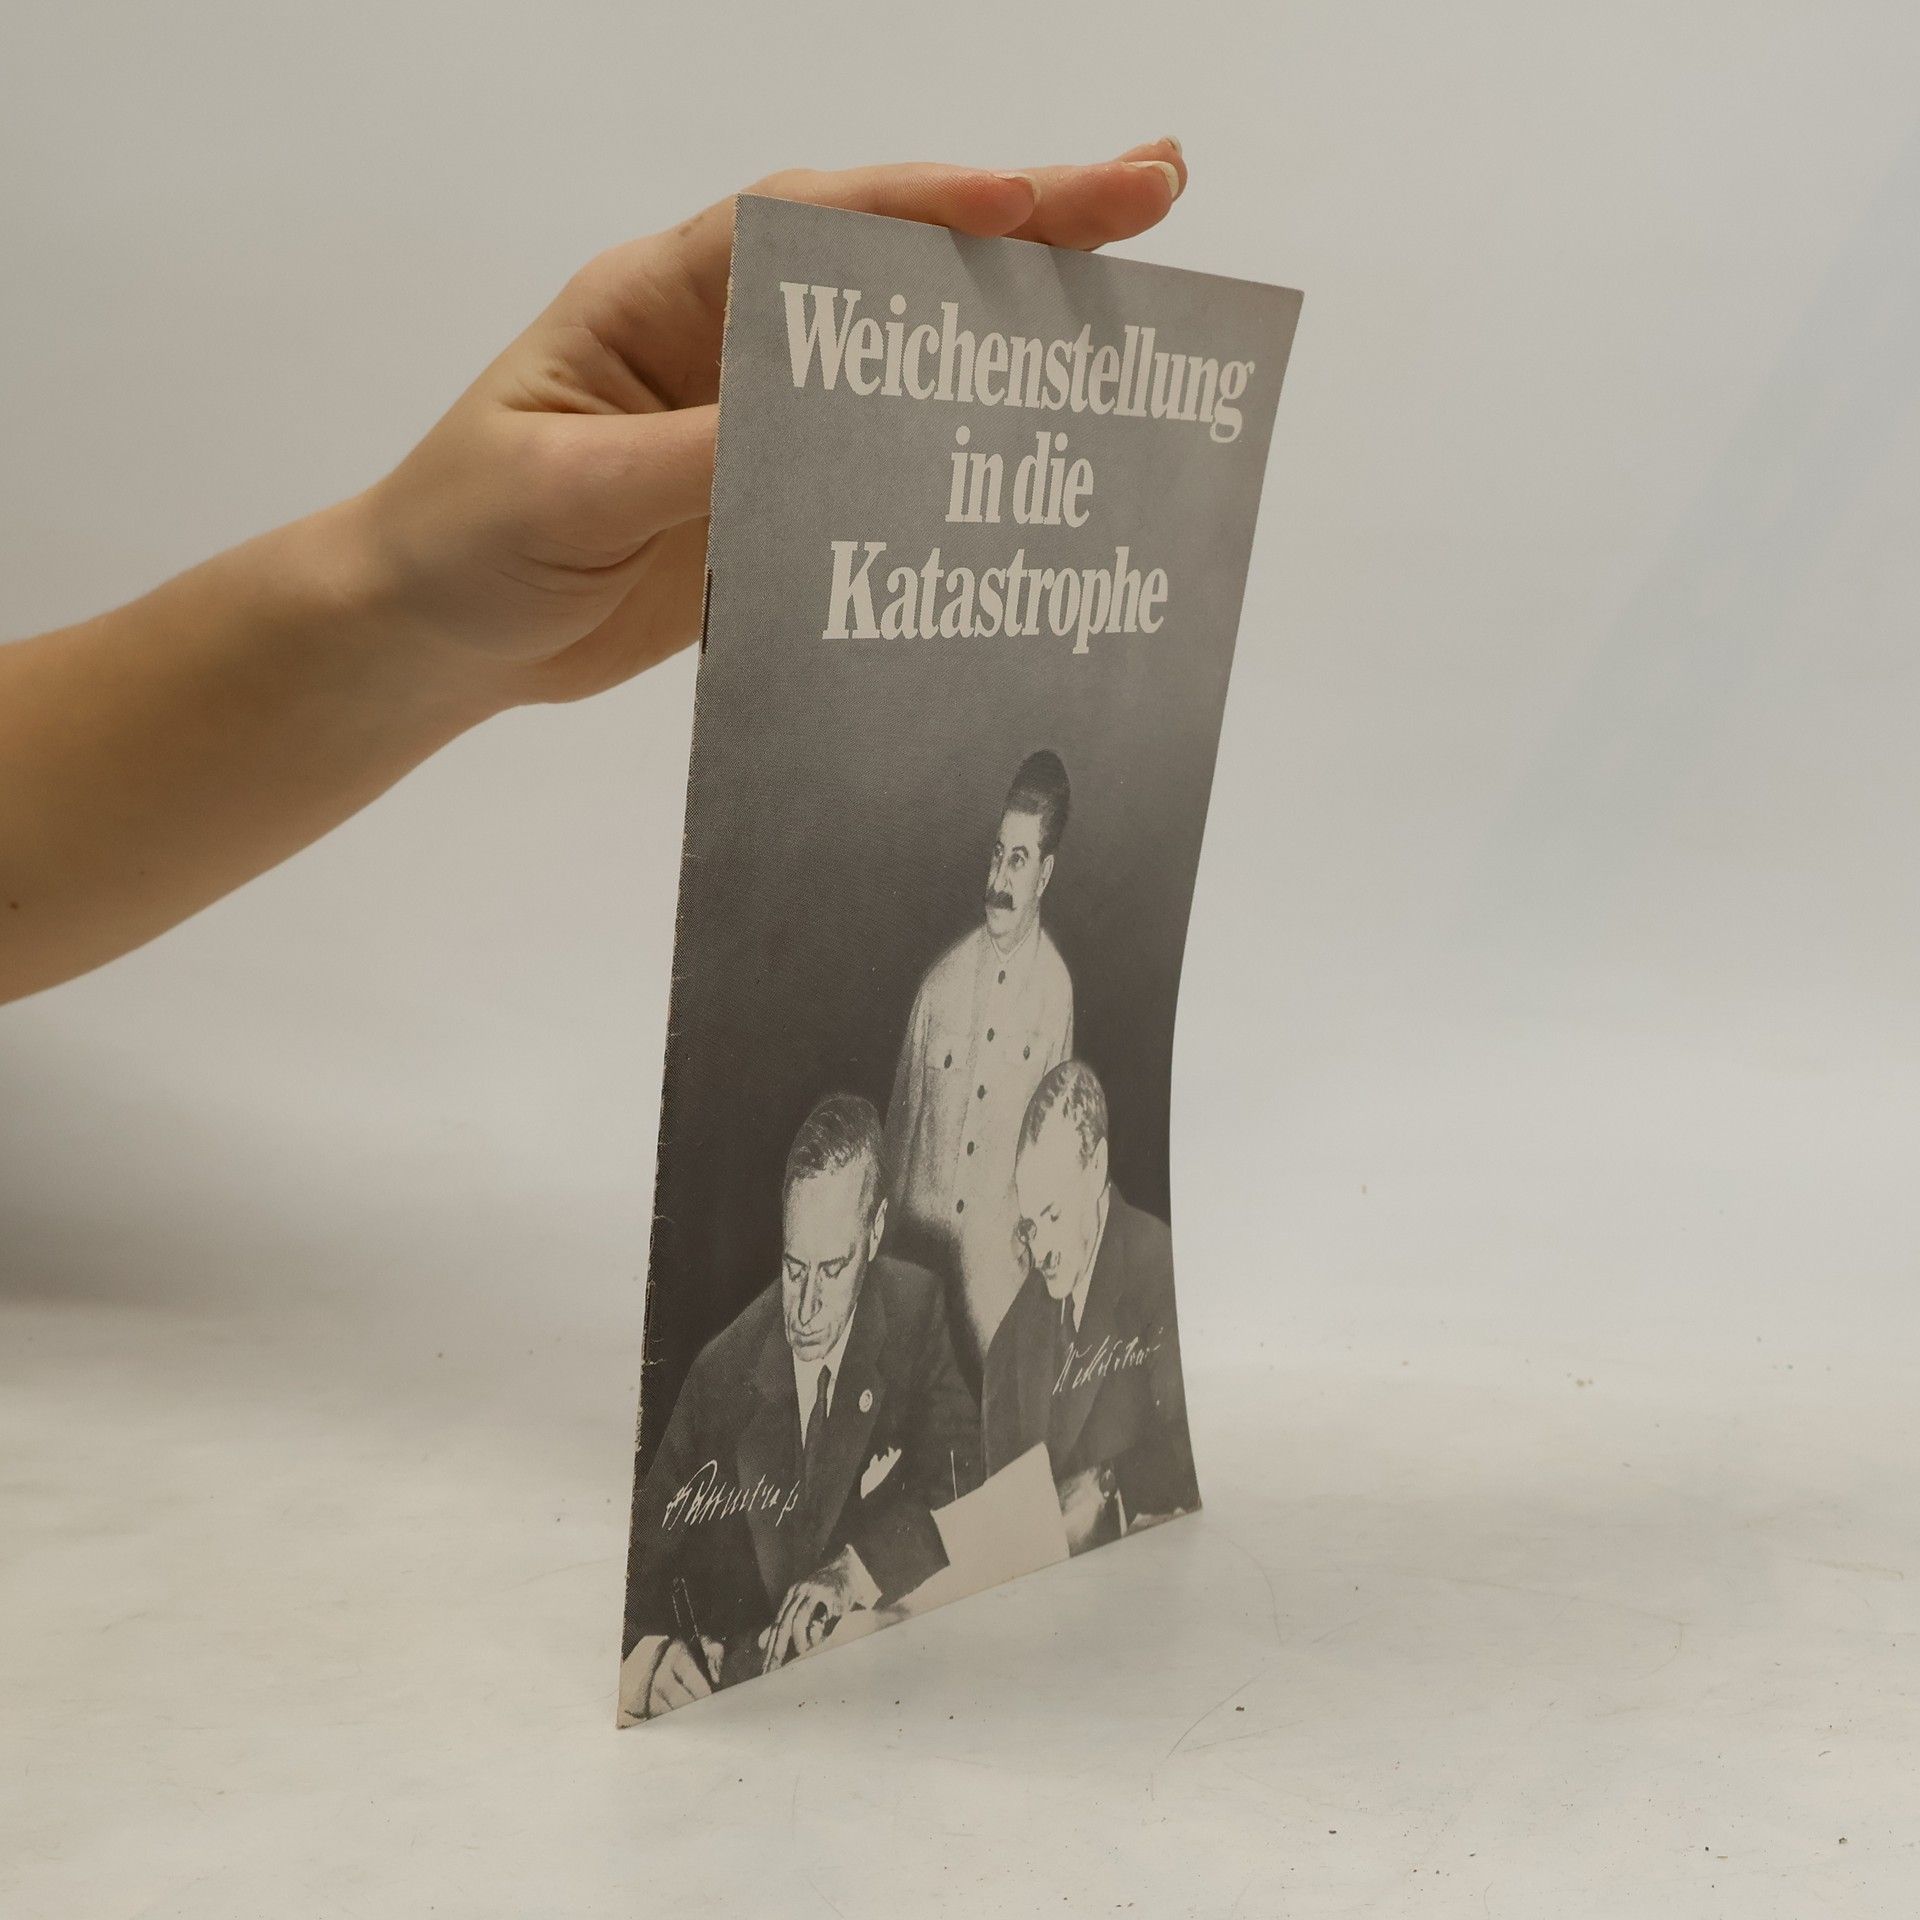 Weichenstellung
in die
Katastrophe